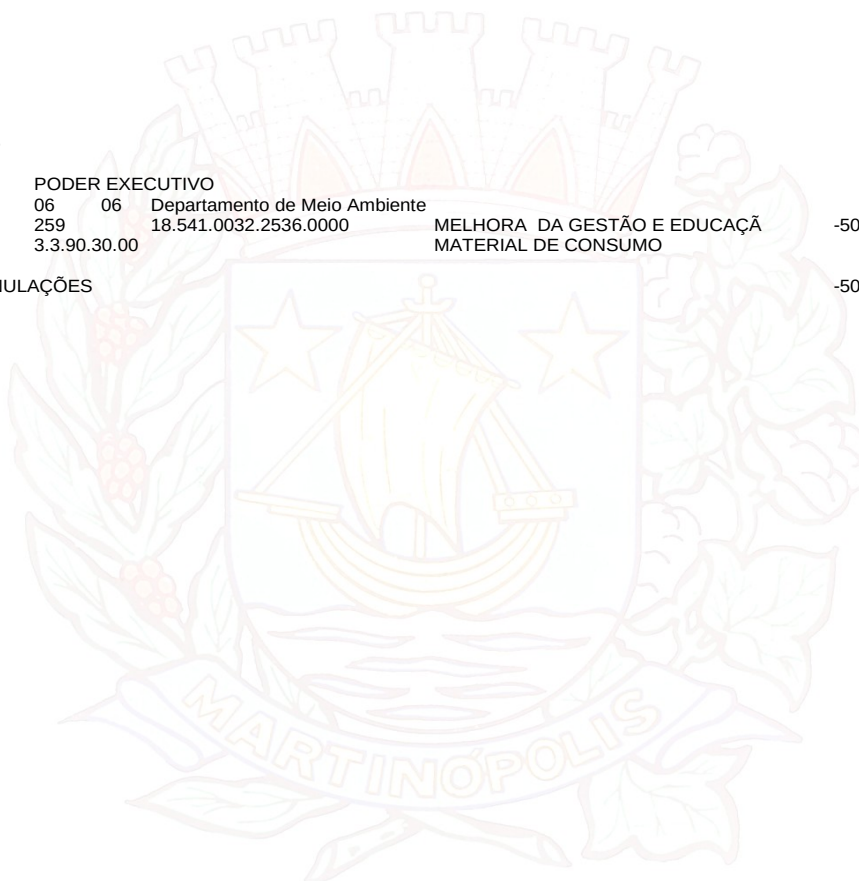 PODER EXECUTIVO
06 06 Departamento de Meio Ambiente
259 18.541.0032.2536.0000 MELHORA DA GESTÃO E EDUCAÇÃ -50
3.3.90.30.00 MATERIAL DE CONSUMO
ULAÇÕES -50
MARTINÓPOLIS